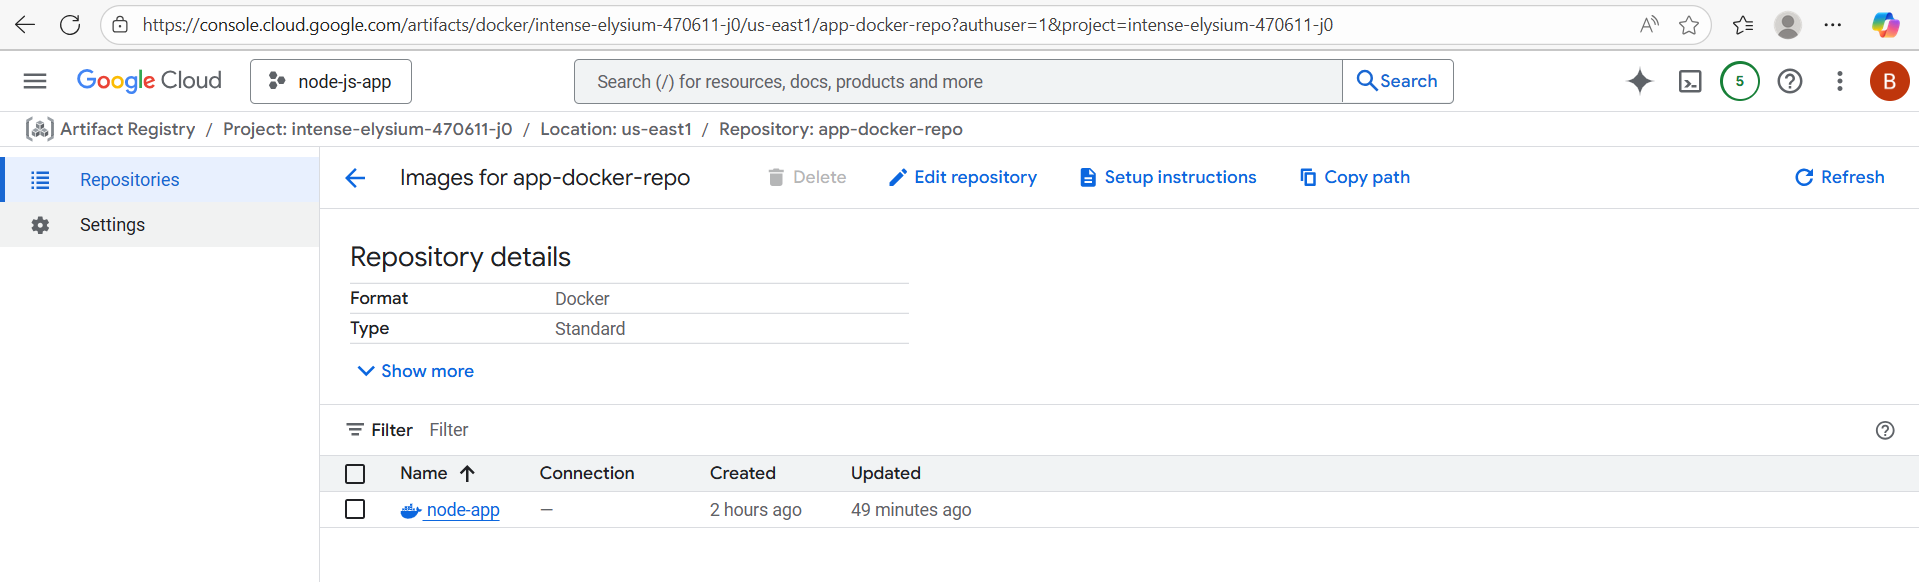 https://console.cloud.google.com/artifacts/docker/intense-elysium-470611-j0/us-east1/app-docker-repo?authuser=1&project=intense-elysium-470611-j0
Google Cloud node-js-app Search (/) for resources, docs, products and more Search 5 B
Artifact Registry / Project: intense-elysium-470611-j0 / Location: us-east1 / Repository: app-docker-repo
Repositories
Settings
Images for app-docker-repo Delete Edit repository Setup instructions Copy path Refresh
Repository details
Format Docker
Type Standard
Show more
Filter Filter
Name Connection Created Updated
node-app — 2 hours ago 49 minutes ago